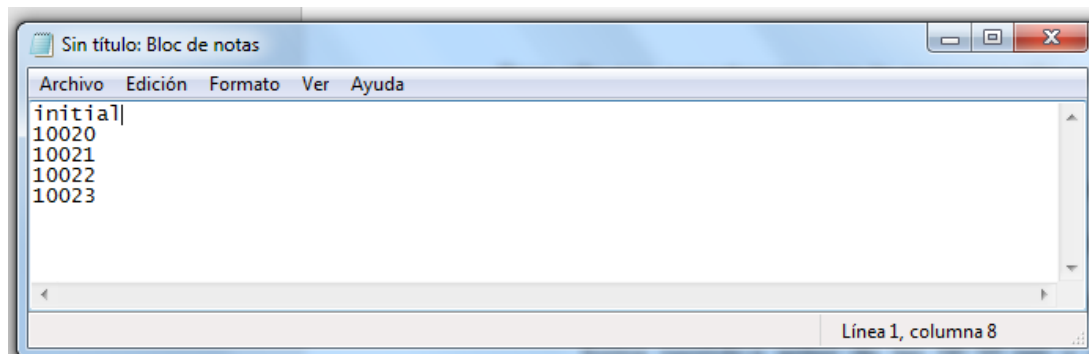 Sin título: Bloc de notas
Archivo Edición Formato Ver Ayuda
initial
10020
10021
10022
10023
Línea 1, columna 8